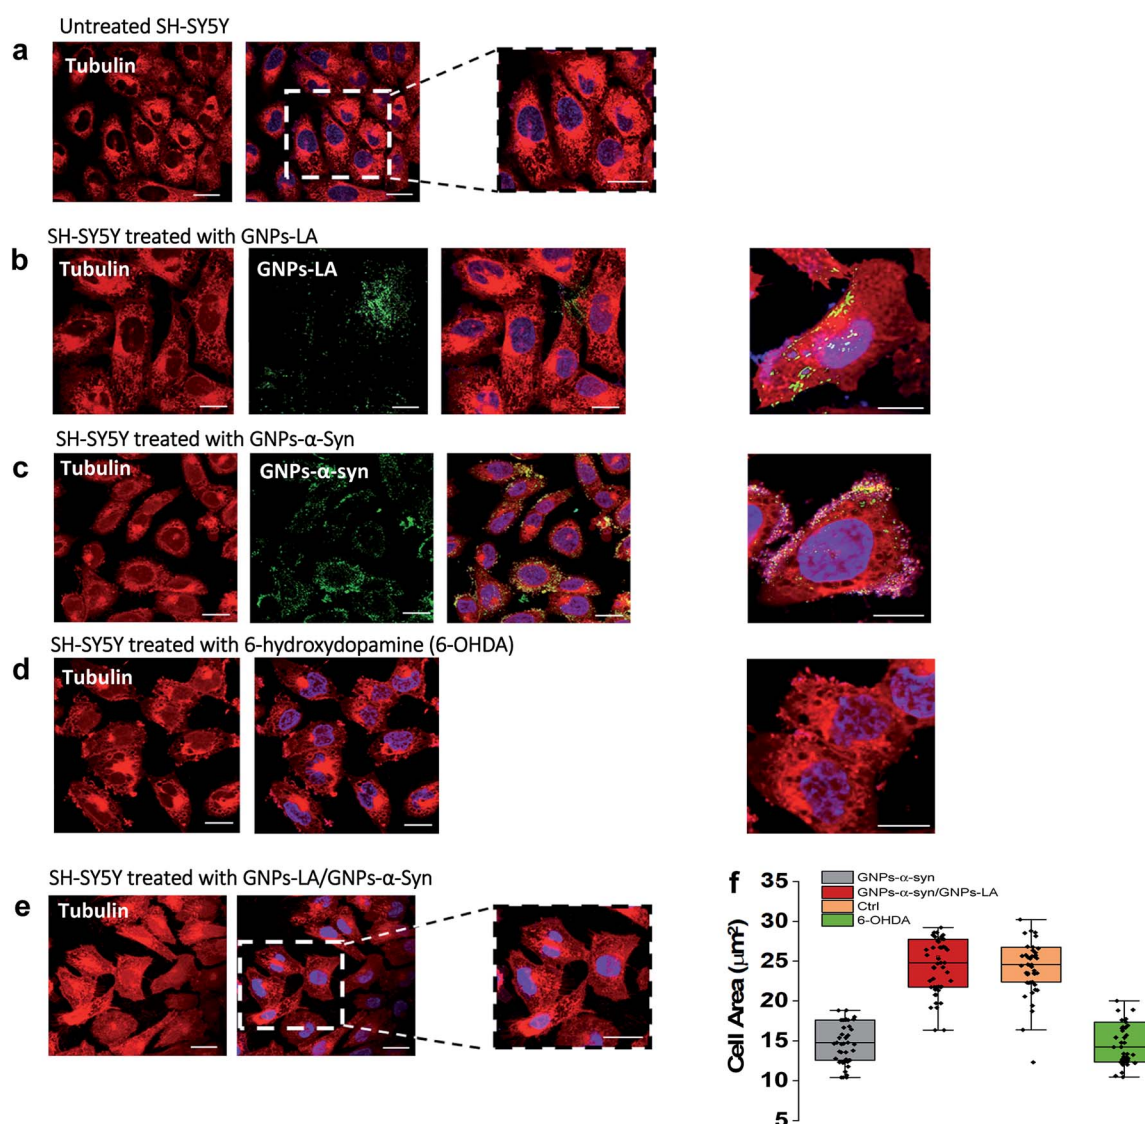 Untreated SH-SY5Y
a
Tubulin
SH-SY5Y treated with GNPs-LA
b
Tubulin
GNPs-LA
SH-SY5Y treated with GNPs-α-Syn
c
Tubulin
GNPs-α-syn
SH-SY5Y treated with 6-hydroxydopamine (6-OHDA)
d
Tubulin
SH-SY5Y treated with GNPs-LA/GNPs-α-Syn
e
Tubulin
f
GNPs-α-syn
GNPs-α-syn/GNPs-LA
Ctrl
6-OHDA
Cell Area (μm²)
35
30
25
20
15
10
5